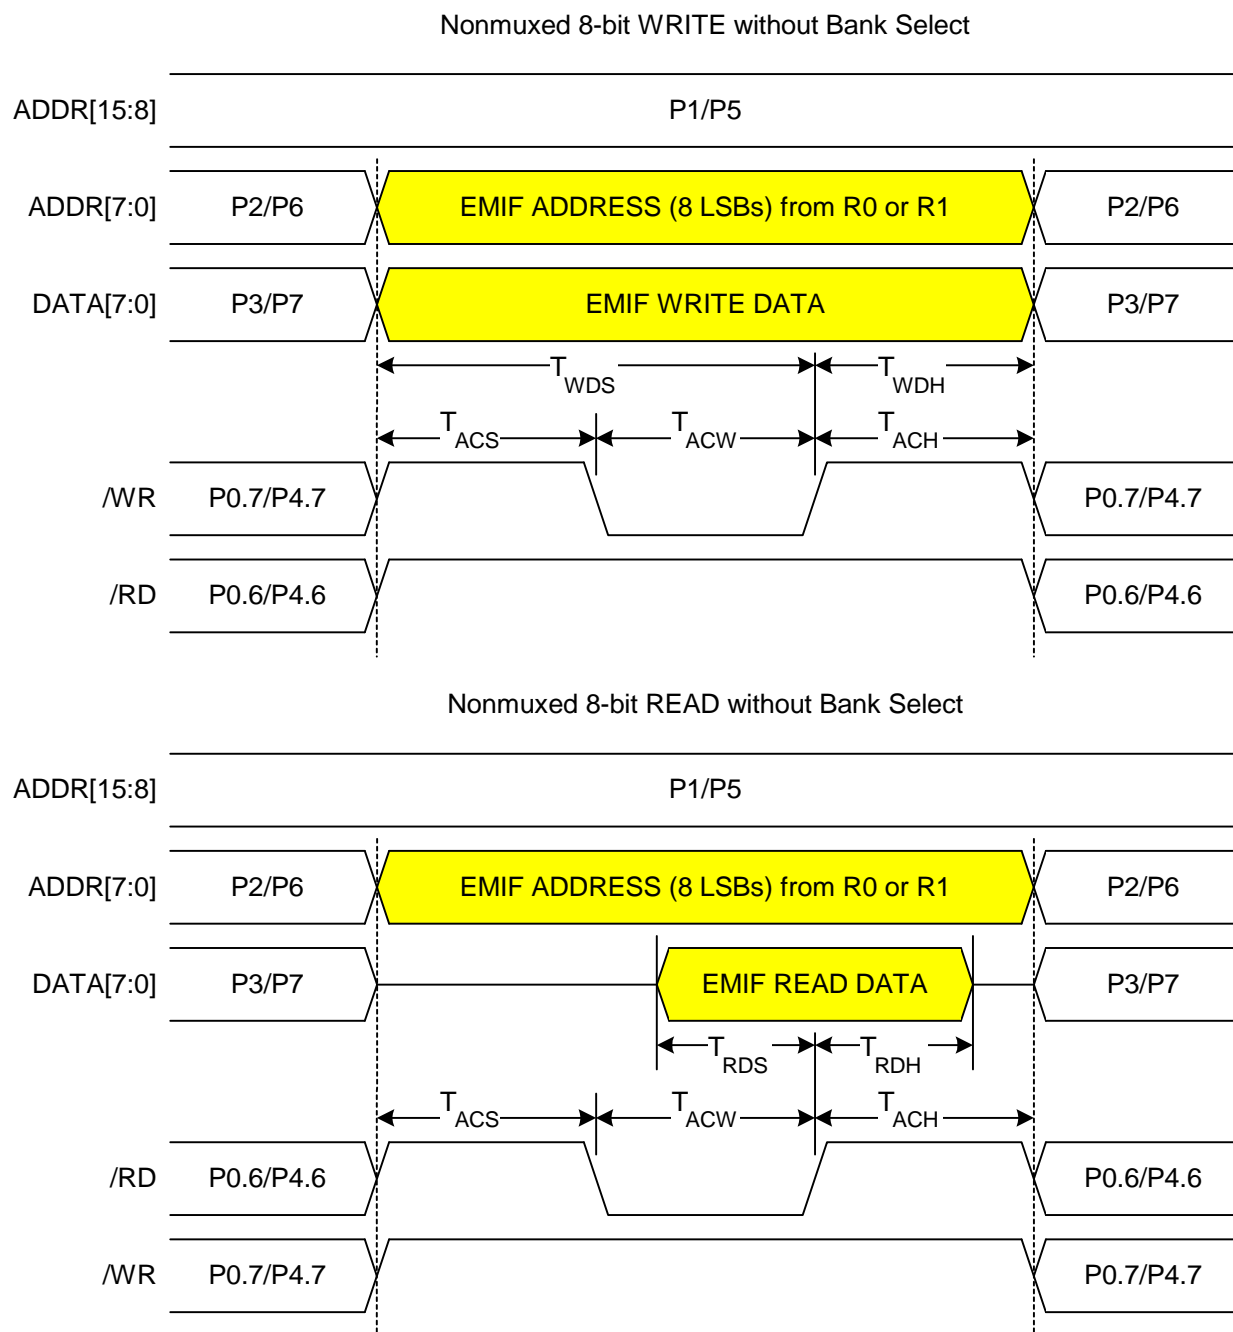 Nonmuxed 8-bit WRITE without Bank Select
ADDR[15:8] P1/P5
ADDR[7:0] P2/P6 EMIF ADDRESS (8 LSBs) from R0 or R1 P2/P6
DATA[7:0] P3/P7 EMIF WRITE DATA P3/P7
TWDS TWDH
TACS TACW TACH
/WR P0.7/P4.7 P0.7/P4.7
/RD P0.6/P4.6 P0.6/P4.6
Nonmuxed 8-bit READ without Bank Select
ADDR[15:8] P1/P5
ADDR[7:0] P2/P6 EMIF ADDRESS (8 LSBs) from R0 or R1 P2/P6
DATA[7:0] P3/P7 EMIF READ DATA P3/P7
TRDS TRDH
TACS TACW TACH
/RD P0.6/P4.6 P0.6/P4.6
/WR P0.7/P4.7 P0.7/P4.7